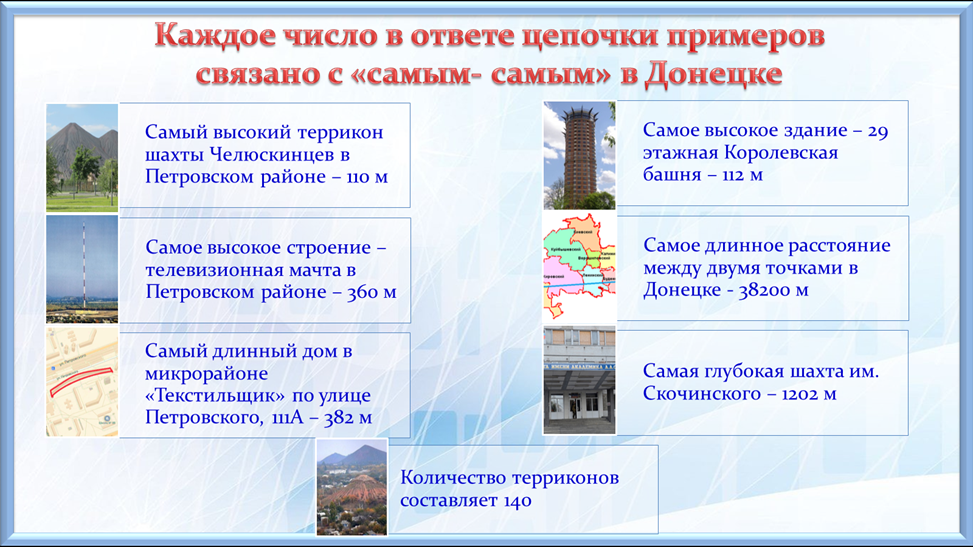 Каждое число в ответе цепочки примеров
связано с «самым- самым» в Донецке
Самый высокий террикон
шахты Челюскинцев в
Петровском районе – 110 м
Самое высокое строение –
телевизионная мачта в
Петровском районе – 360 м
Самый длинный дом в
микрорайоне
«Текстильщик» по улице
Петровского, 111А – 382 м
Самое высокое здание – 29
этажная Королевская
башня – 112 м
Самое длинное расстояние
между двумя точками в
Донецке - 38200 м
Самая глубокая шахта им.
Скочинского – 1202 м
Количество терриконов
составляет 140